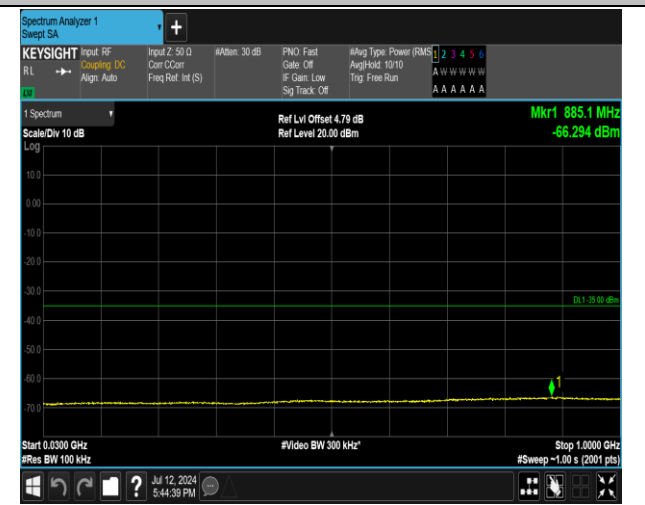 Spectrum Analyzer 1
Swept SA
+
KEYSIGHT
RL
LW
Input: RF
Coupling: DC
Align: Auto
Input Z: 50 Ω
Corr CCorr
Freq Ref: Int (S)
#Atten: 30 dB
PNO: Fast
Gate: Off
IF Gain: Low
Sig Track: Off
#Avg Type: Power (RMS
Avg|Hold: 10/10
Trig: Free Run
1 2 3 4 5 6
A W W W W W
A A A A A A
1 Spectrum
Scale/Div 10 dB
Ref Lvl Offset 4.79 dB
Ref Level 20.00 dBm
Mkr1 885.1 MHz
-66.294 dBm
Log
10.0
0.00
-10.0
-20.0
-30.0
DL1 -35.00 dBm
-40.0
-50.0
-60.0
1
-70.0
Start 0.0300 GHz
#Res BW 100 kHz
#Video BW 300 kHz*
Stop 1.0000 GHz
#Sweep ~1.00 s (2001 pts)
?
Jul 12, 2024
5:44:39 PM